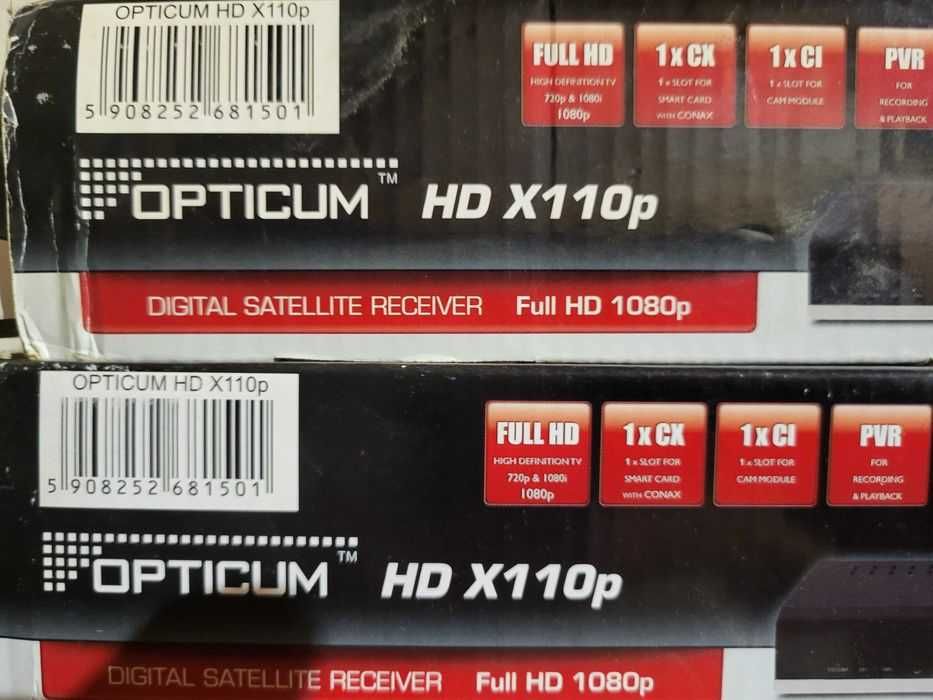 OPTICUM HD X110p
5 908252 681501
FULL HD
HIGH DEFINITION TV
720p & 1080i
1080p
1 x CX
1 x SLOT FOR
SMART CARD
WITH CONAX
1 x CI
1 x SLOT FOR
CAM MODULE
PVR
FOR
RECORDING
& PLAYBACK
OPTICUM™ HD X110p
DIGITAL SATELLITE RECEIVER Full HD 1080p
OPTICUM HD X110p
5 908252 681501
FULL HD
HIGH DEFINITION TV
720p & 1080i
1080p
1 x CX
1 x SLOT FOR
SMART CARD
WITH CONAX
1 x CI
1 x SLOT FOR
CAM MODULE
PVR
FOR
RECORDING
& PLAYBACK
OPTICUM™ HD X110p
DIGITAL SATELLITE RECEIVER Full HD 1080p